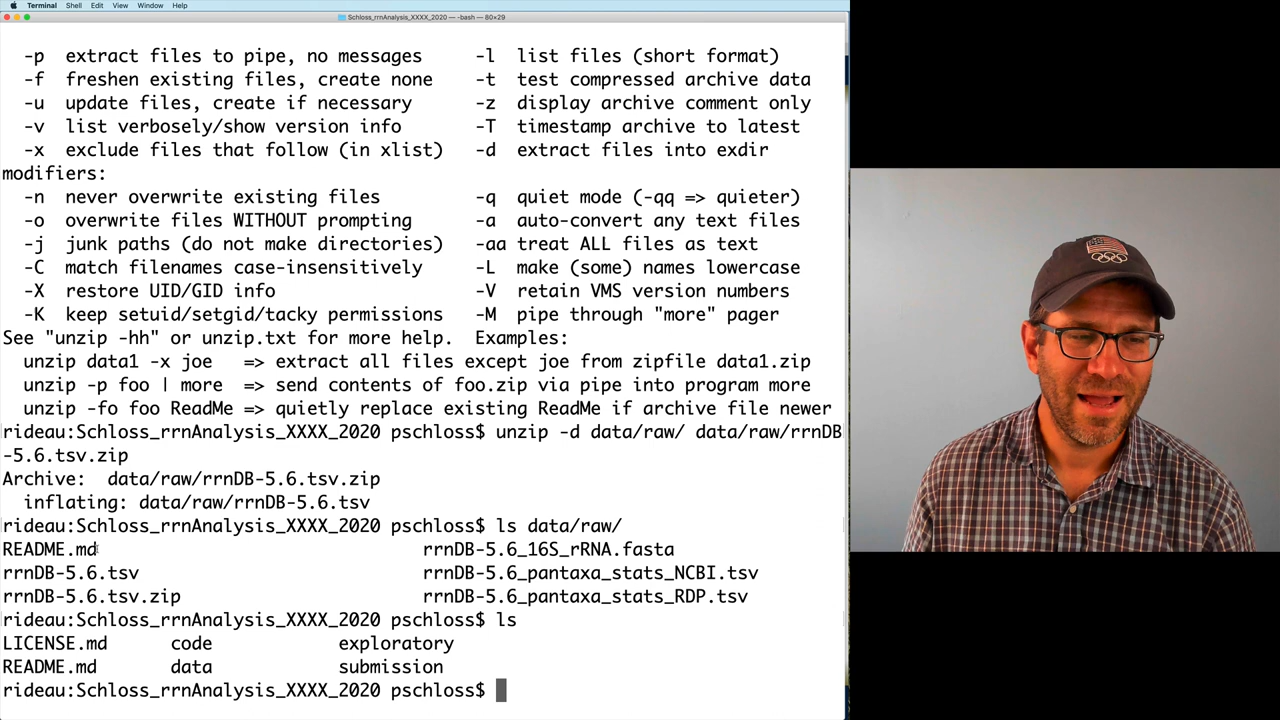 Terminal Shell Edit View Window Help
Schloss_rrnAnalysis_XXXX_2020 — -bash — 80×29
-p extract files to pipe, no messages -l list files (short format)
-f freshen existing files, create none -t test compressed archive data
-u update files, create if necessary -z display archive comment only
-v list verbosely/show version info -T timestamp archive to latest
-x exclude files that follow (in xlist) -d extract files into exdir
modifiers:
-n never overwrite existing files -q quiet mode (-qq => quieter)
-o overwrite files WITHOUT prompting -a auto-convert any text files
-j junk paths (do not make directories) -aa treat ALL files as text
-C match filenames case-insensitively -L make (some) names lowercase
-X restore UID/GID info -V retain VMS version numbers
-K keep setuid/setgid/tacky permissions -M pipe through "more" pager
See "unzip -hh" or unzip.txt for more help. Examples:
unzip data1 -x joe => extract all files except joe from zipfile data1.zip
unzip -p foo | more => send contents of foo.zip via pipe into program more
unzip -fo foo ReadMe => quietly replace existing ReadMe if archive file newer
rideau:Schloss_rrnAnalysis_XXXX_2020 pschloss$ unzip -d data/raw/ data/raw/rrnDB
-5.6.tsv.zip
Archive: data/raw/rrnDB-5.6.tsv.zip
inflating: data/raw/rrnDB-5.6.tsv
rideau:Schloss_rrnAnalysis_XXXX_2020 pschloss$ ls data/raw/
README.md rrnDB-5.6_16S_rRNA.fasta
rrnDB-5.6.tsv rrnDB-5.6_pantaxa_stats_NCBI.tsv
rrnDB-5.6.tsv.zip rrnDB-5.6_pantaxa_stats_RDP.tsv
rideau:Schloss_rrnAnalysis_XXXX_2020 pschloss$ ls
LICENSE.md code exploratory
README.md data submission
rideau:Schloss_rrnAnalysis_XXXX_2020 pschloss$